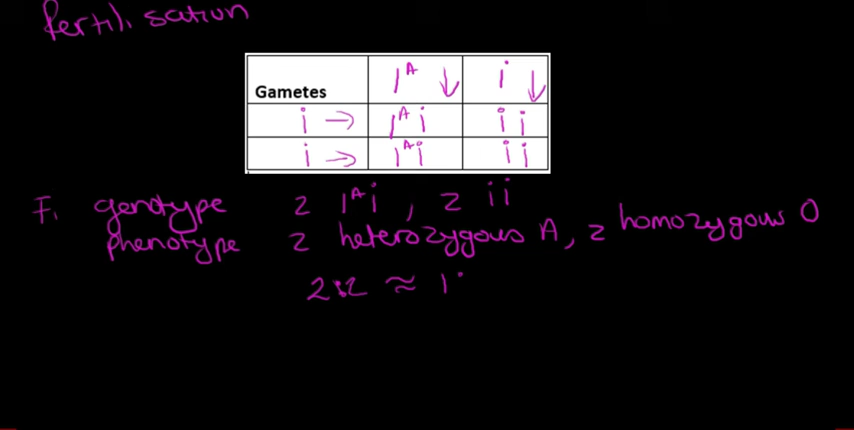 fertilisation
Gametes Iᴬ ↓ i ↓
i → Iᴬi ii
i → Iᴬi ii
F₁ genotype 2 Iᴬi, 2 ii
phenotype 2 heterozygous A, 2 homozygous O
2:2 ≈ 1: